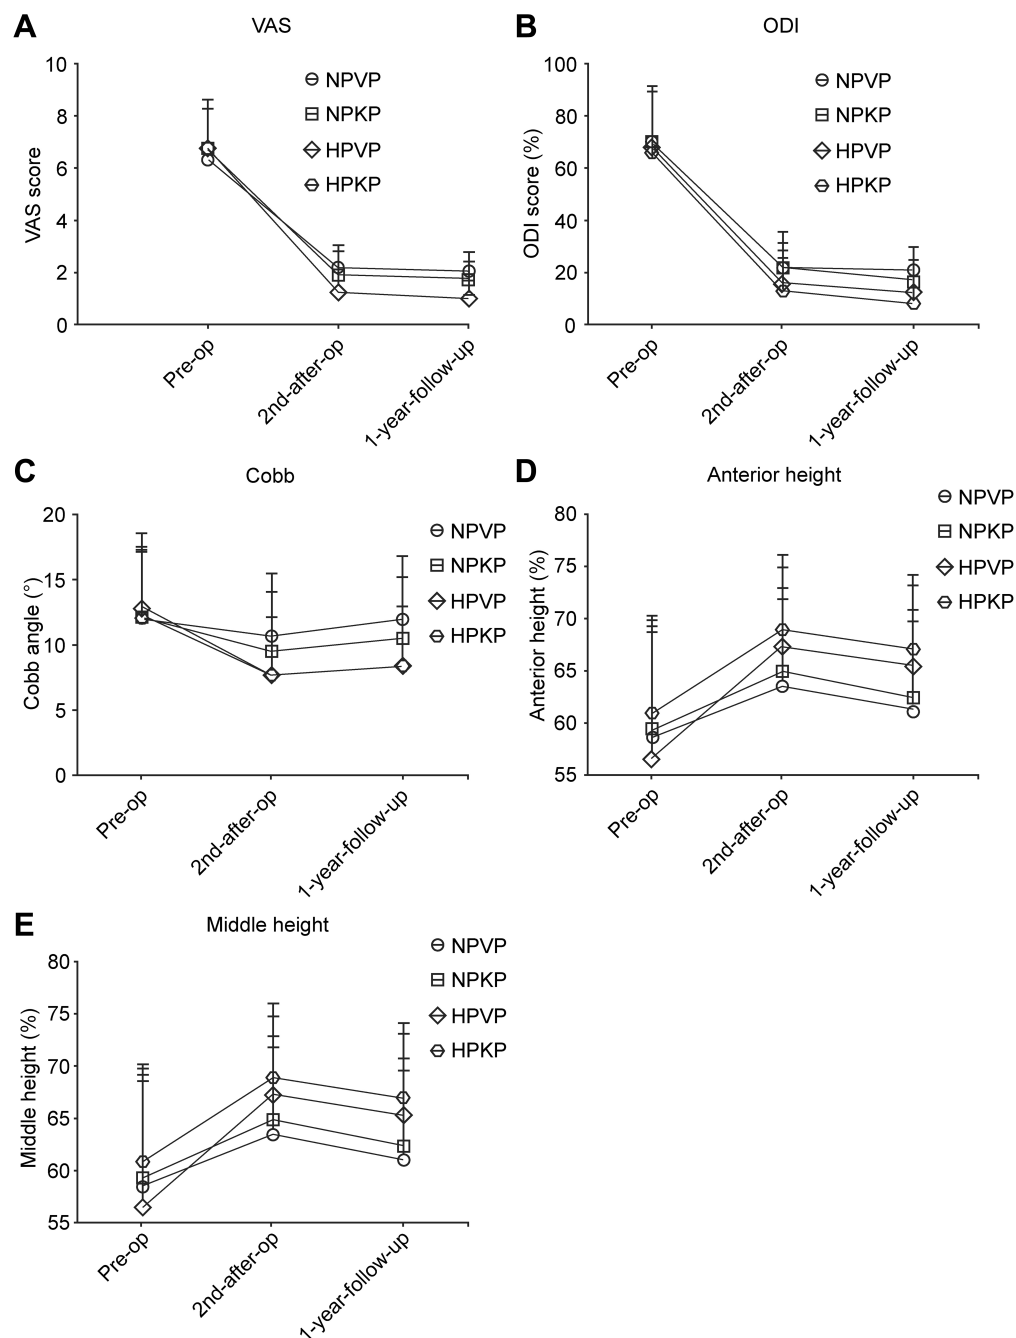 A
VAS
VAS score
10
8
6
4
2
0
NPVP
NPKP
HPVP
HPKP
Pre-op
2nd-after-op
1-year-follow-up
B
ODI
ODI score (%)
100
80
60
40
20
0
NPVP
NPKP
HPVP
HPKP
Pre-op
2nd-after-op
1-year-follow-up
C
Cobb
Cobb angle (°)
20
15
10
5
0
NPVP
NPKP
HPVP
HPKP
Pre-op
2nd-after-op
1-year-follow-up
D
Anterior height
Anterior height (%)
80
75
70
65
60
55
NPVP
NPKP
HPVP
HPKP
Pre-op
2nd-after-op
1-year-follow-up
E
Middle height
Middle height (%)
80
75
70
65
60
55
NPVP
NPKP
HPVP
HPKP
Pre-op
2nd-after-op
1-year-follow-up